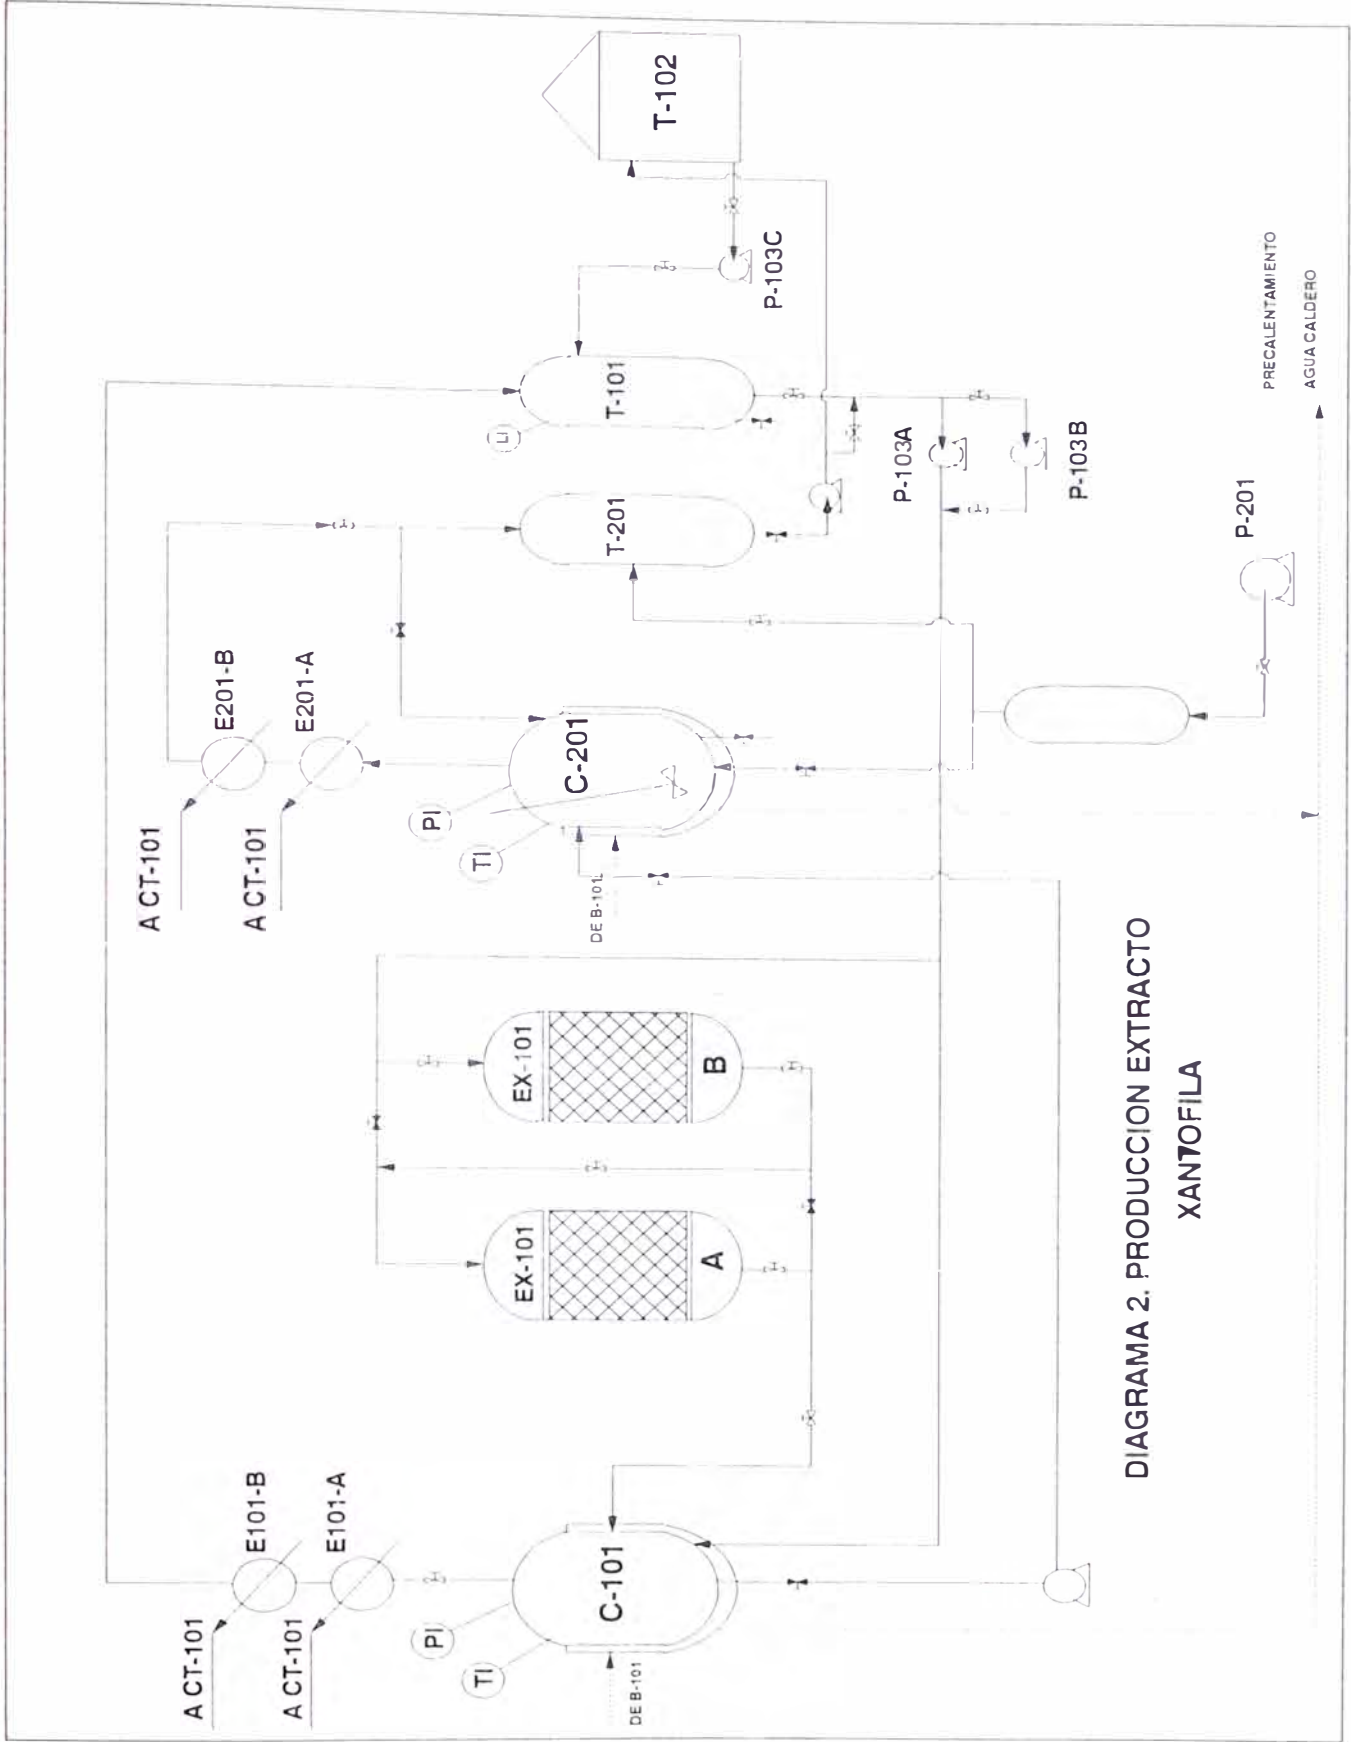 A CT-101
A CT-101
E101-B
E101-A
PI
TI
C-101
DE B-101
EX-101
A
EX-101
B
A CT-101
A CT-101
E201-B
E201-A
PI
TI
C-201
DE B-101
T-201
LI
T-101
T-102
P-103C
P-103A
P-103B
P-201
PRECALENTAMIENTO
AGUA CALDERO
DIAGRAMA 2. PRODUCCION EXTRACTO
XANTOFILA